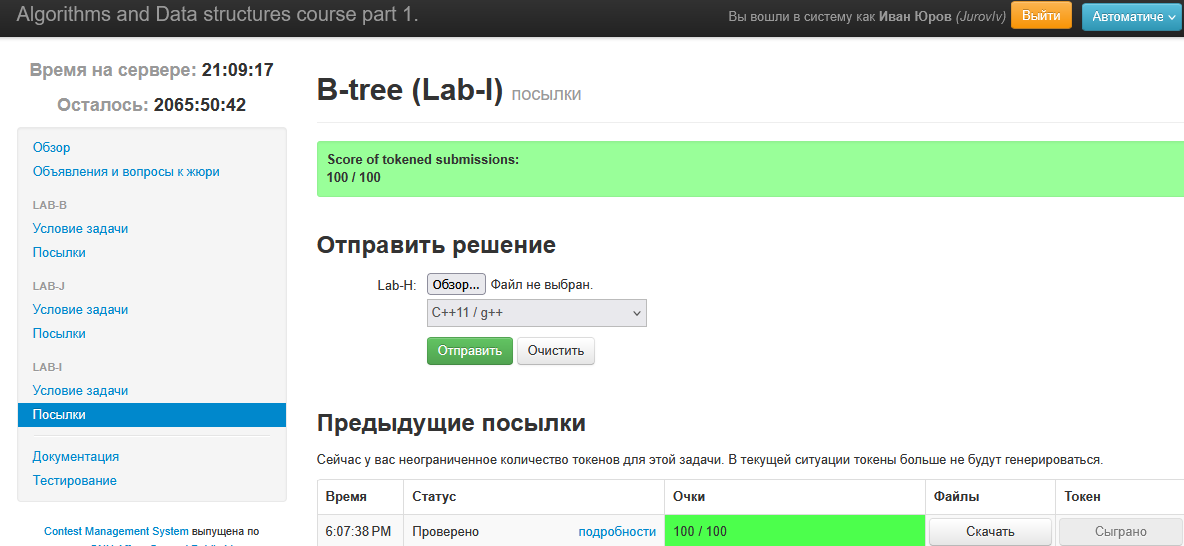 Algorithms and Data structures course part 1.
Вы вошли в систему как Иван Юров (JurovIv)
Выйти
Автоматиче
Время на сервере: 21:09:17
Осталось: 2065:50:42
Обзор
Объявления и вопросы к жюри
LAB-B
Условие задачи
Посылки
LAB-J
Условие задачи
Посылки
LAB-I
Условие задачи
Посылки
Документация
Тестирование
Contest Management System выпущена по
B-tree (Lab-I) посылки
Score of tokened submissions:
100 / 100
Отправить решение
Lab-H: Обзор... Файл не выбран.
C++11 / g++
Отправить Очистить
Предыдущие посылки
Сейчас у вас неограниченное количество токенов для этой задачи. В текущей ситуации токены больше не будут генерироваться.
Время Статус Очки Файлы Токен
6:07:38 PM Проверено подробности 100 / 100 Скачать Сыграно